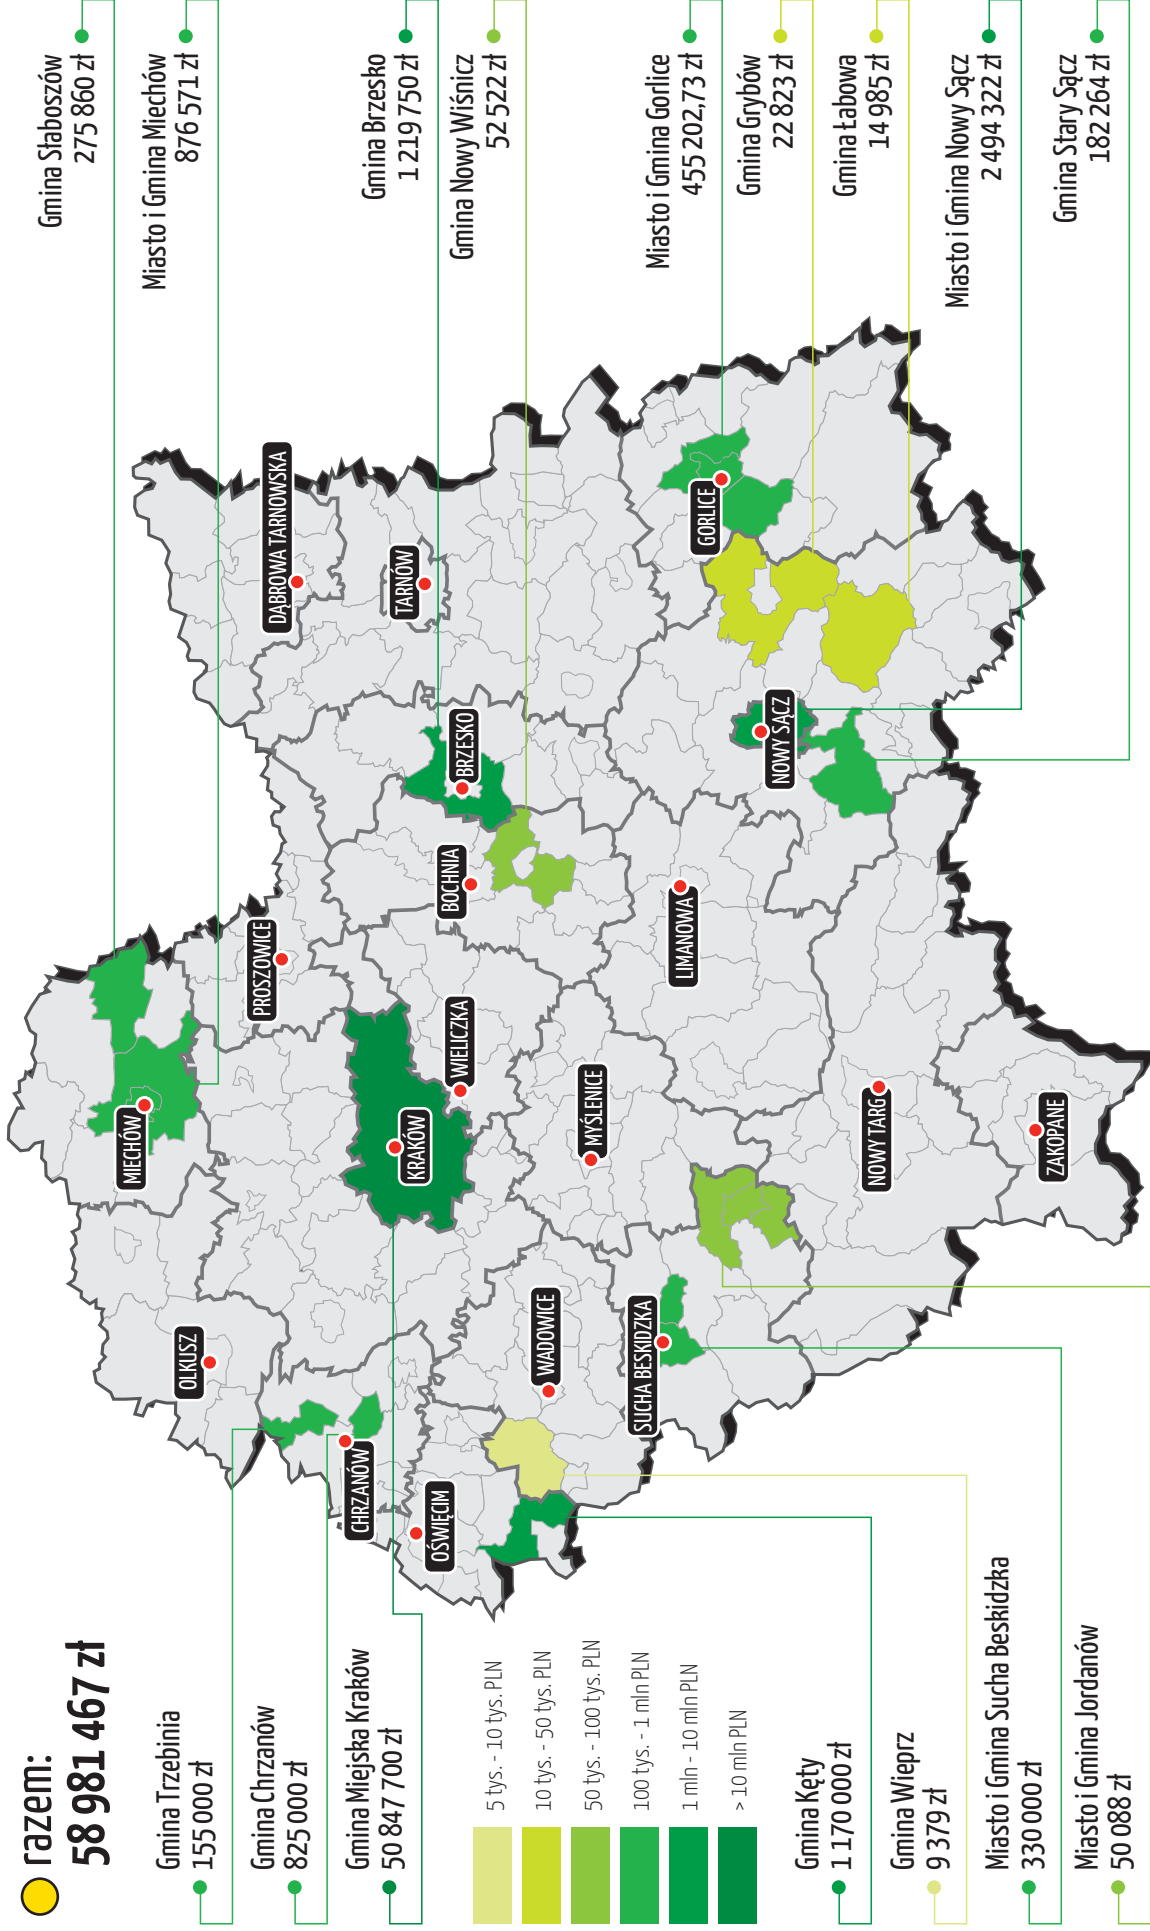 razem:
58 981 467 zł
Gmina Trzebinia
155 000 zł
Gmina Chrzanów
825 000 zł
Gmina Miejska Kraków
50 847 700 zł
5 tys. - 10 tys. PLN
10 tys. - 50 tys. PLN
50 tys. - 100 tys. PLN
100 tys. - 1 mln PLN
1 mln - 10 mln PLN
> 10 mln PLN
Gmina Kęty
1 170 000 zł
Gmina Wieprz
9 379 zł
Miasto i Gmina Sucha Beskidzka
330 000 zł
Miasto i Gmina Jordanów
50 088 zł
MIECHÓW
OLKUSZ
PROSZOWICE
DĄBROWA TARNOWSKA
CHRZANÓW
KRAKÓW
TARNÓW
OŚWIĘCIM
WIELICZKA
BOCHNIA
BRZESKO
WADOWICE
MYŚLENICE
SUCHA BESKIDZKA
LIMANOWA
GORLICE
NOWY SĄCZ
NOWY TARG
ZAKOPANE
Gmina Słaboszów
275 860 zł
Miasto i Gmina Miechów
876 571 zł
Gmina Brzesko
1 219 750 zł
Gmina Nowy Wiśnicz
52 522 zł
Miasto i Gmina Gorlice
455 202,73 zł
Gmina Grybów
22 823 zł
Gmina Łabowa
14 985 zł
Miasto i Gmina Nowy Sącz
2 494 322 zł
Gmina Stary Sącz
182 264 zł